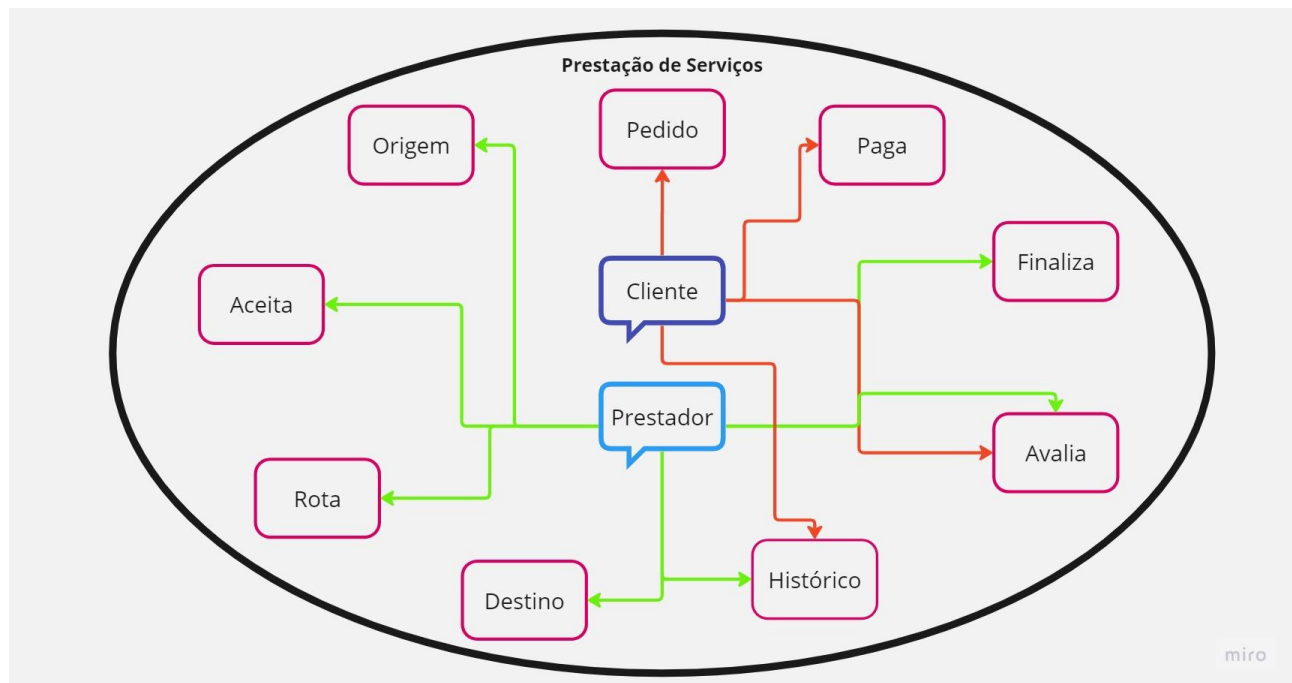 Prestação de Serviços
Pedido
Origem
Paga
Finaliza
Cliente
Aceita
Prestador
Avalia
Rota
Histórico
Destino
miro